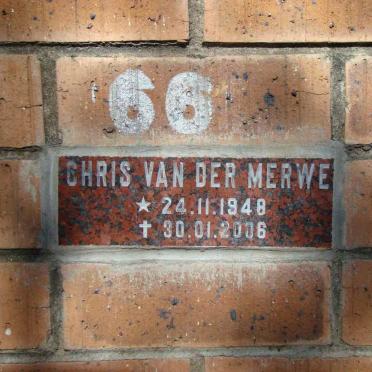 66
CHRIS VAN DER MERWE
★ 24.11.1948
✝ 30.01.2006